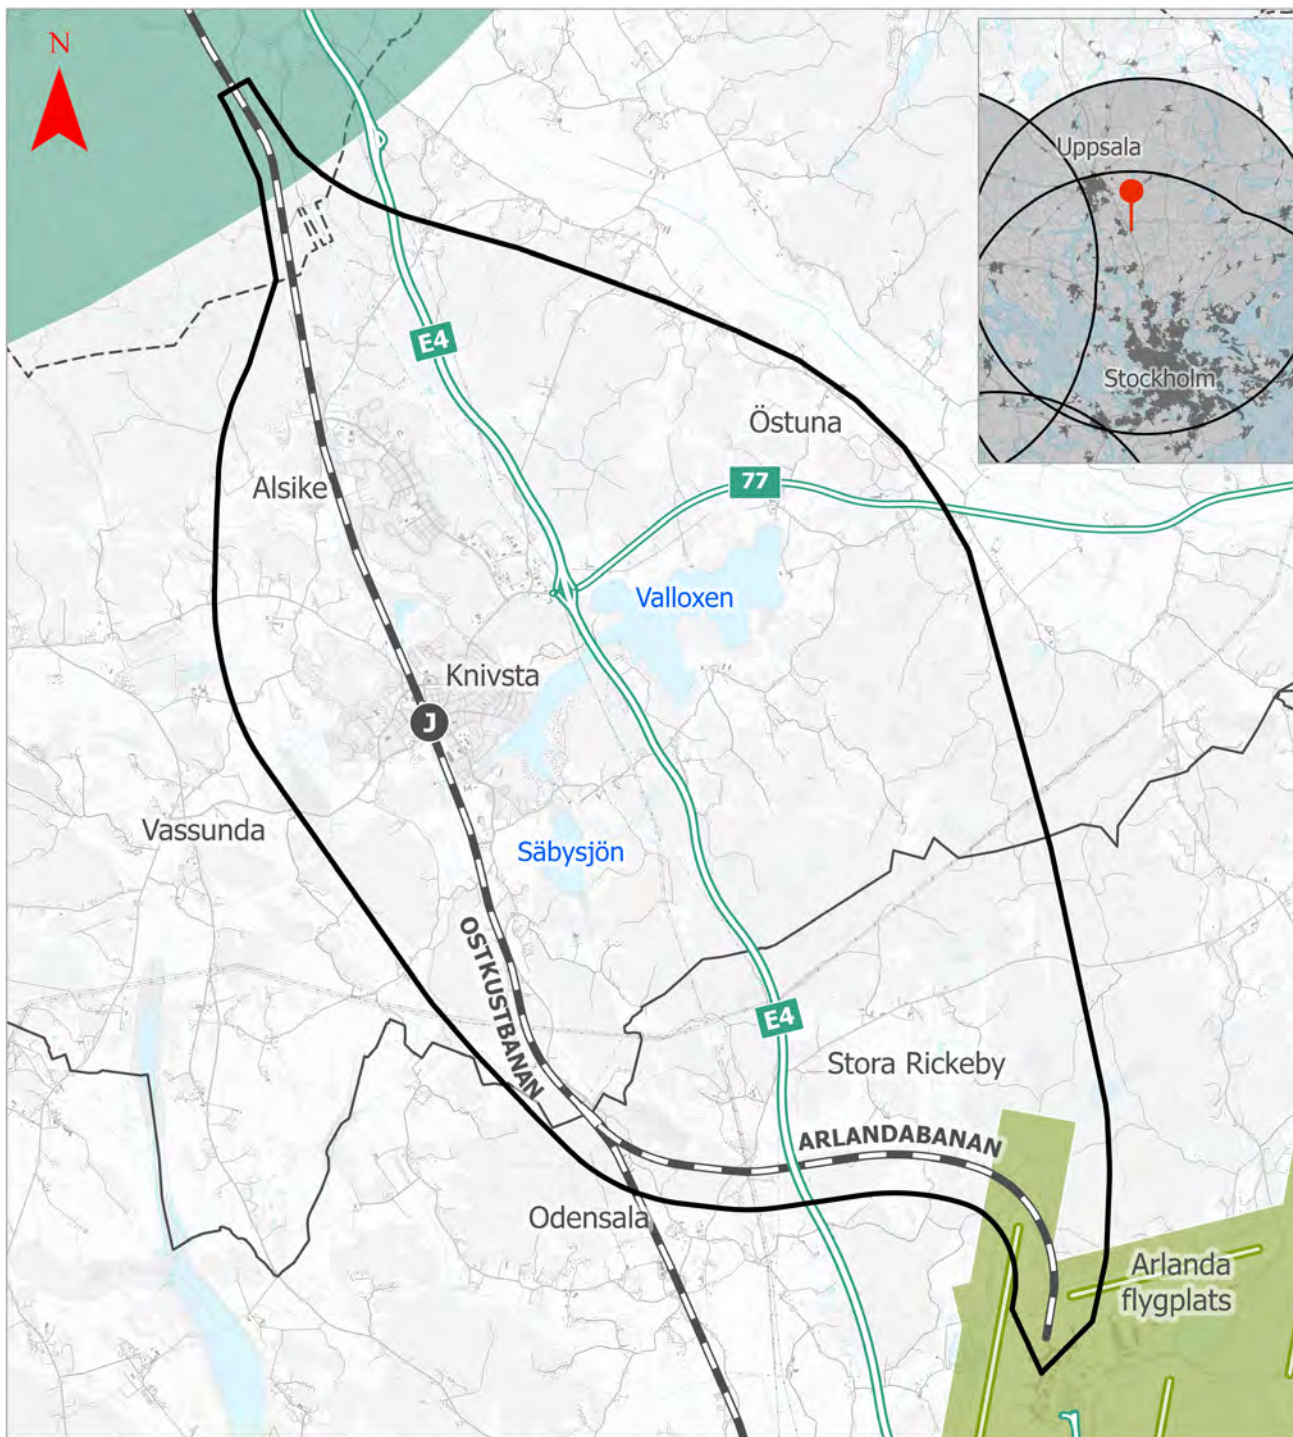 N
Uppsala
Stockholm
E4
Östuna
77
Alsike
Valloxen
Knivsta
J
Vassunda
Säbysjön
OSTKUSTBANAN
E4
Stora Rickeby
ARLANDABANAN
Odensala
Arlanda
flygplats